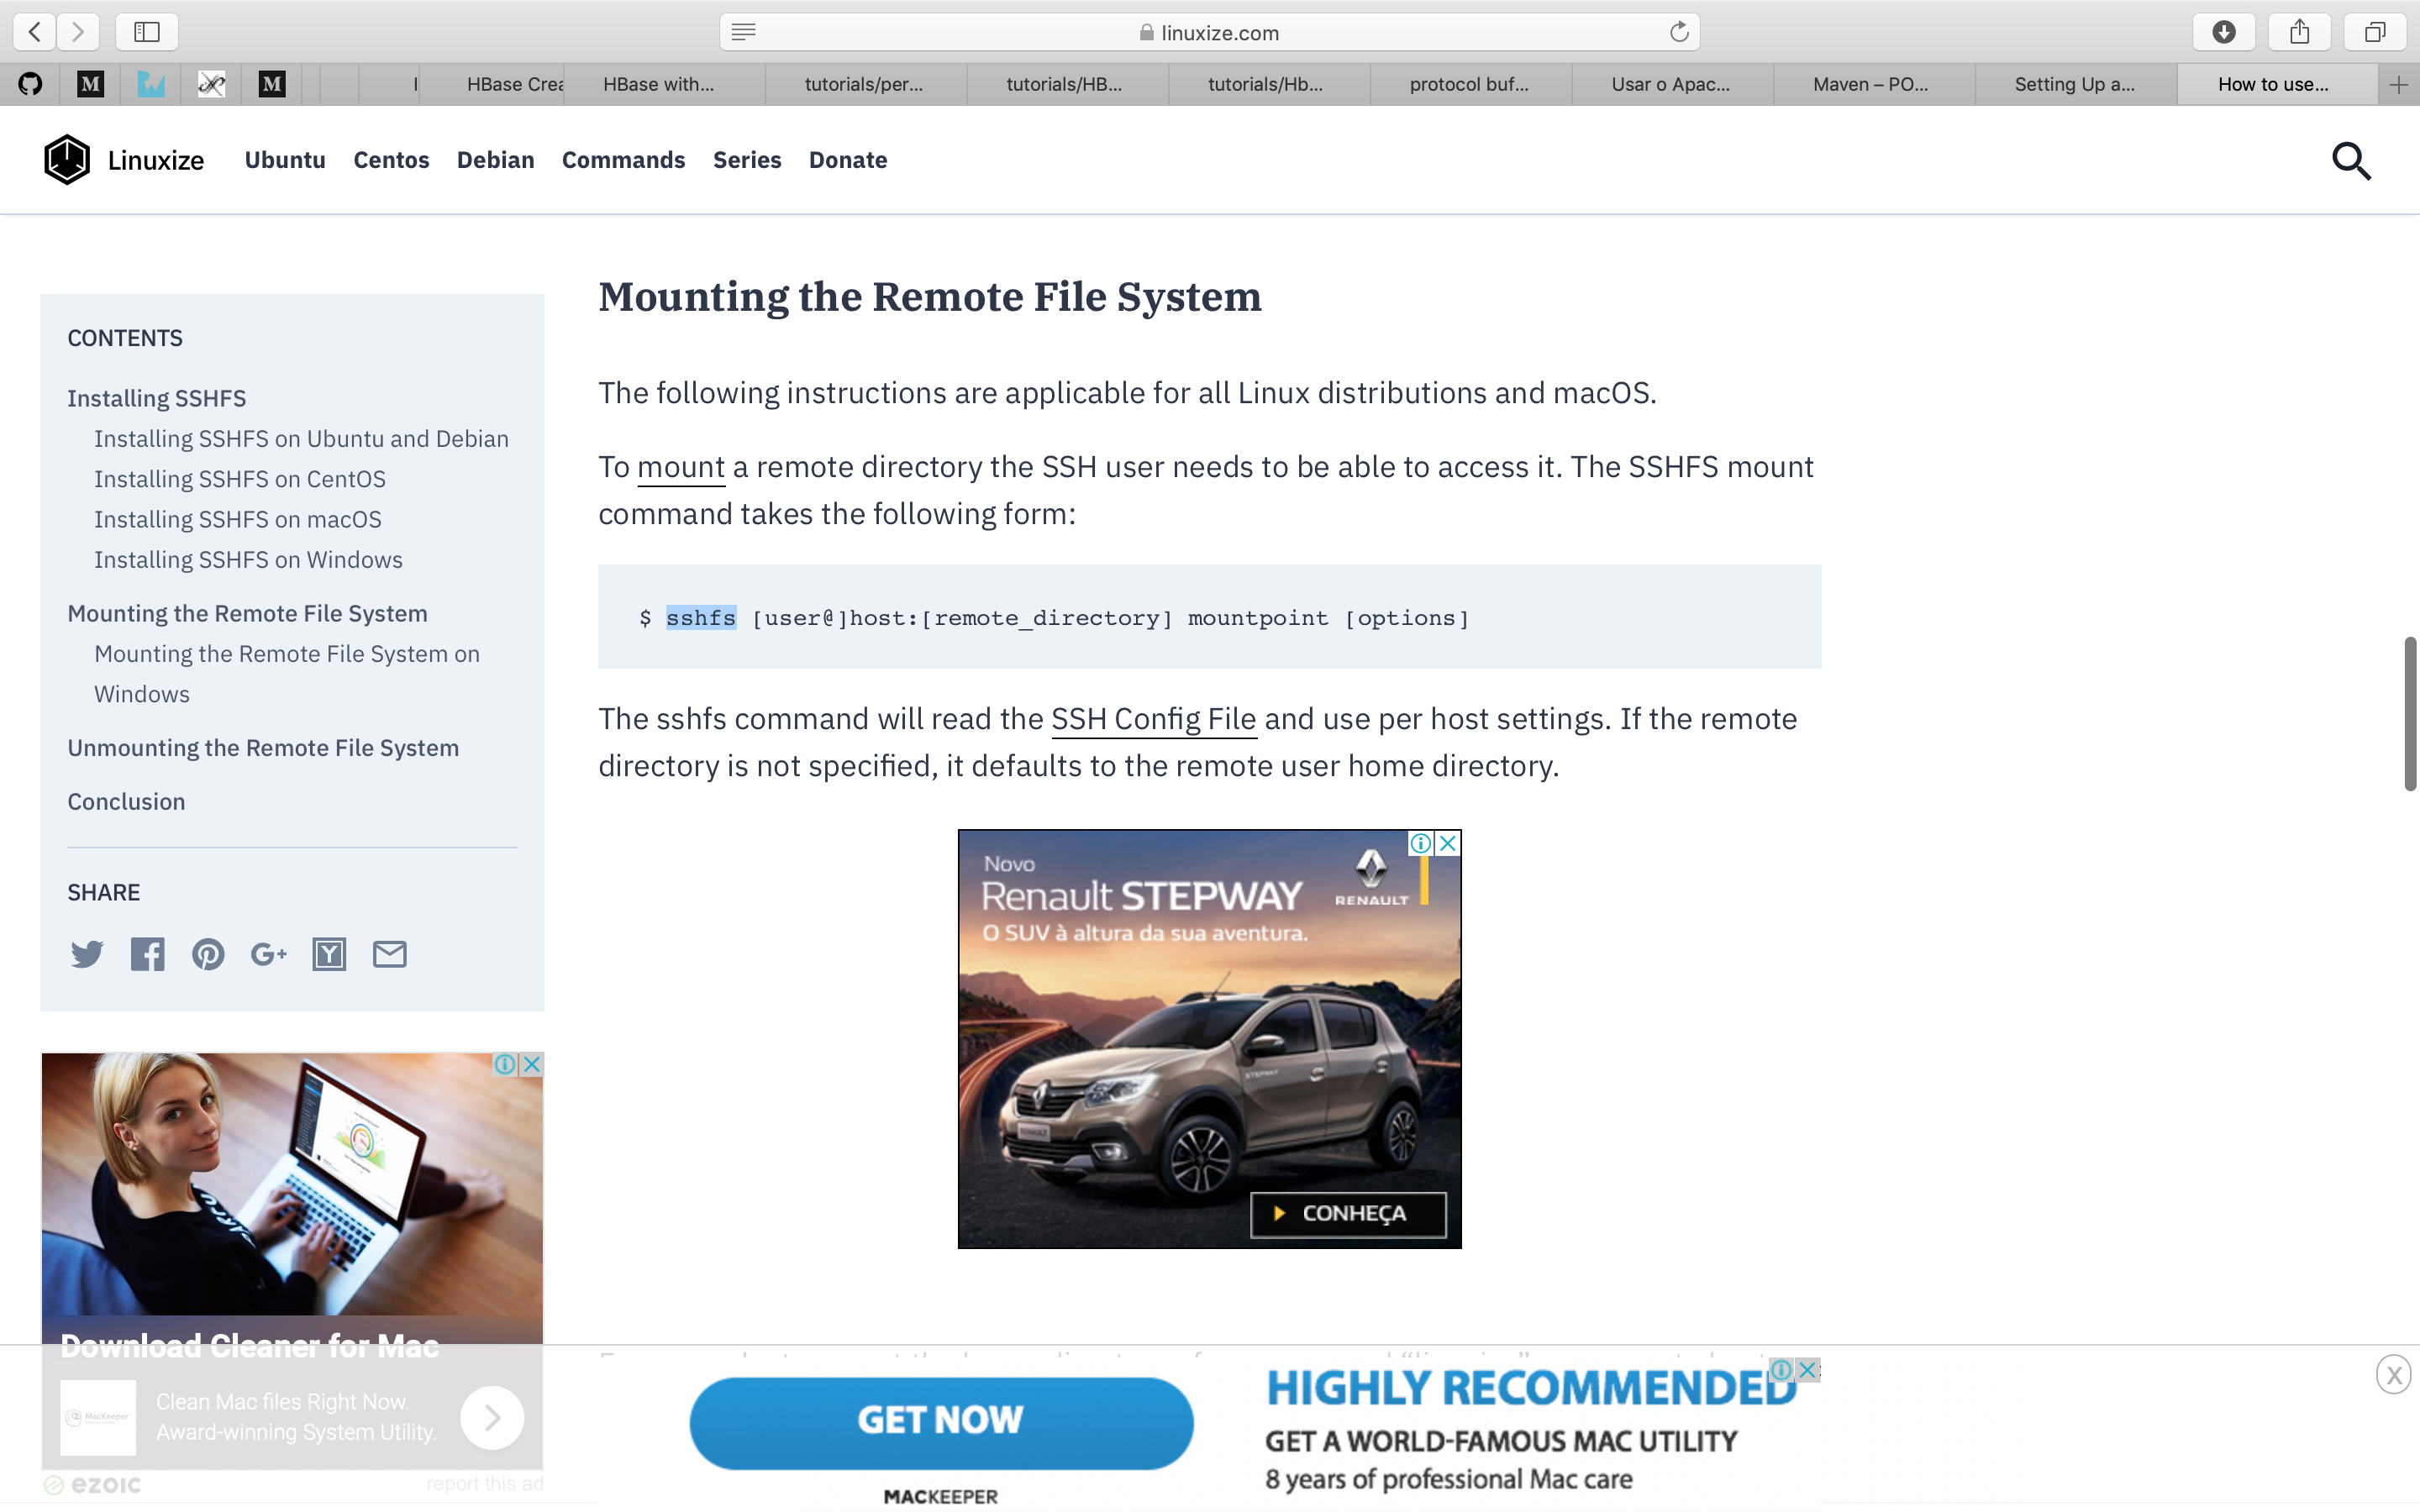 linuxize.com
HBase Crea
HBase with...
tutorials/per...
tutorials/HB...
tutorials/Hb...
protocol buf...
Usar o Apac...
Maven – PO...
Setting Up a...
How to use...
Linuxize
Ubuntu
Centos
Debian
Commands
Series
Donate
CONTENTS
Installing SSHFS
Installing SSHFS on Ubuntu and Debian
Installing SSHFS on CentOS
Installing SSHFS on macOS
Installing SSHFS on Windows
Mounting the Remote File System
Mounting the Remote File System on
Windows
Unmounting the Remote File System
Conclusion
SHARE
Mounting the Remote File System
The following instructions are applicable for all Linux distributions and macOS.
To mount a remote directory the SSH user needs to be able to access it. The SSHFS mount
command takes the following form:
$ sshfs [user@]host:[remote_directory] mountpoint [options]
The sshfs command will read the SSH Config File and use per host settings. If the remote
directory is not specified, it defaults to the remote user home directory.
Novo
Renault STEPWAY
O SUV à altura da sua aventura.
RENAULT
STEPWAY
RENAULT
CONHEÇA
Download Cleaner for Mac
MacKeeper
Clean Mac files Right Now.
Award-winning System Utility.
ezoic
report this ad
GET NOW
MACKEEPER
HIGHLY RECOMMENDED
GET A WORLD-FAMOUS MAC UTILITY
8 years of professional Mac care